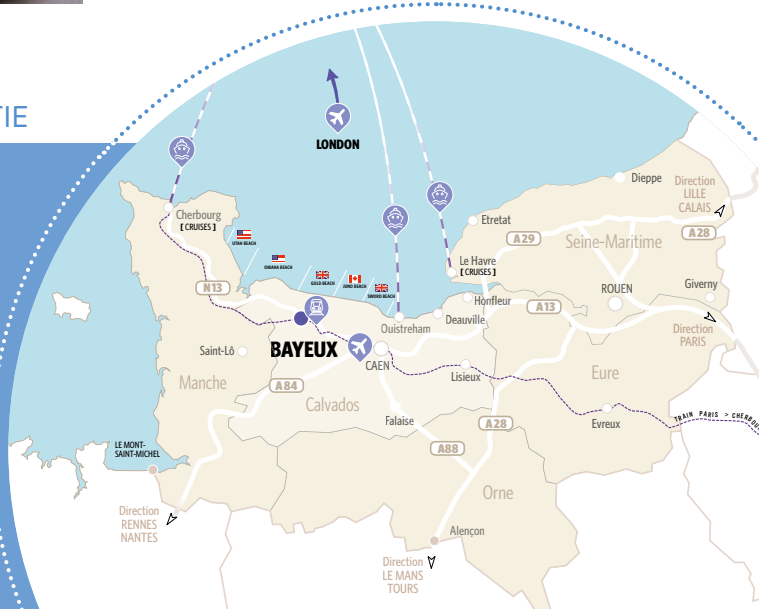 TIE
LONDON
Dieppe
Direction
LILLE
CALAIS
Cherbourg
[ CRUISES ]
Etretat
A28
UTAH BEACH
A29
Seine-Maritime
OMAHA BEACH
Le Havre
[ CRUISES ]
GOLD BEACH
JUNO BEACH
SWORD BEACH
N13
ROUEN
Giverny
Honfleur
A13
Deauville
Ouistreham
Direction
PARIS
BAYEUX
Saint-Lô
CAEN
Manche
Lisieux
Eure
A84
Calvados
Falaise
A28
Evreux
TRAIN PARIS > CHERBOU
LE MONT-
SAINT-MICHEL
A88
Orne
Direction
RENNES
NANTES
Alençon
Direction
LE MANS
TOURS